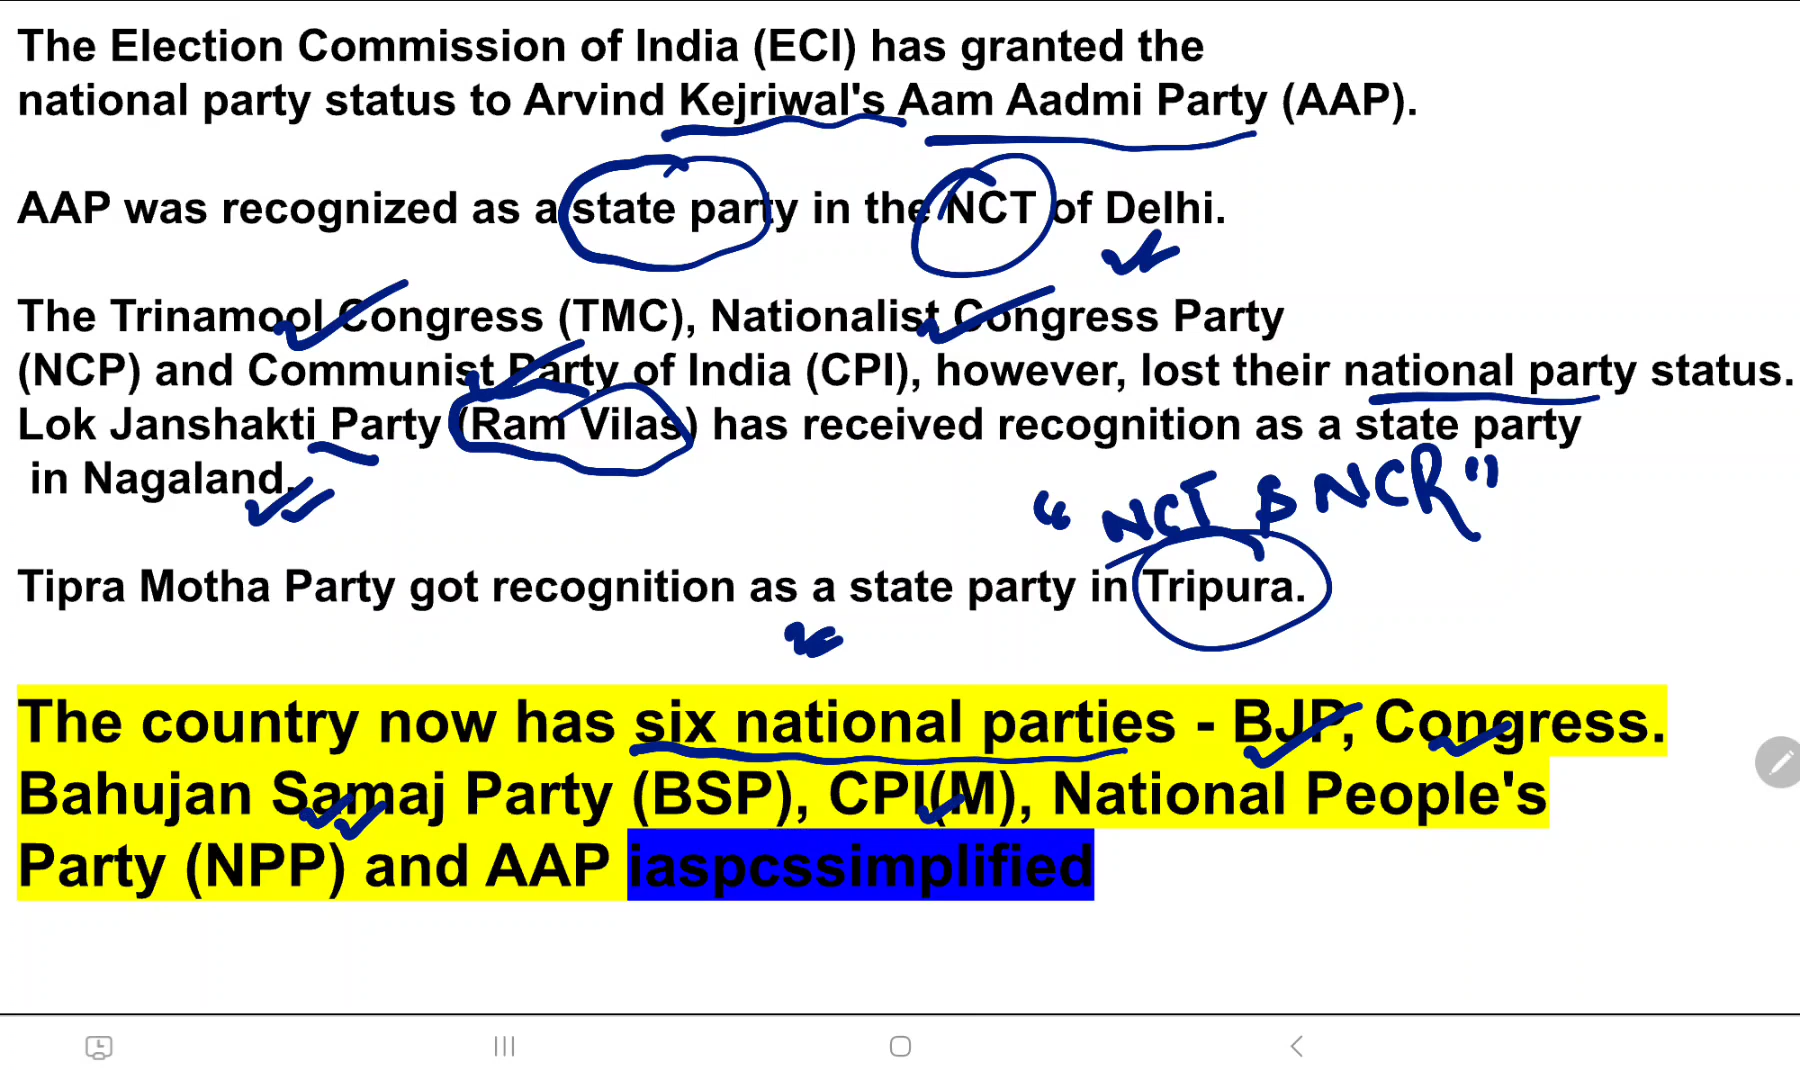 The Election Commission of India (ECI) has granted the
national party status to Arvind Kejriwal's Aam Aadmi Party (AAP).
AAP was recognized as a state party in the NCT of Delhi.
The Trinamool Congress (TMC), Nationalist Congress Party
(NCP) and Communist Party of India (CPI), however, lost their national party status.
Lok Janshakti Party (Ram Vilas) has received recognition as a state party
in Nagaland.
"NCT & NCR"
Tipra Motha Party got recognition as a state party in Tripura.
The country now has six national parties - BJP, Congress.
Bahujan Samaj Party (BSP), CPI(M), National People's
Party (NPP) and AAP iaspcssimplified